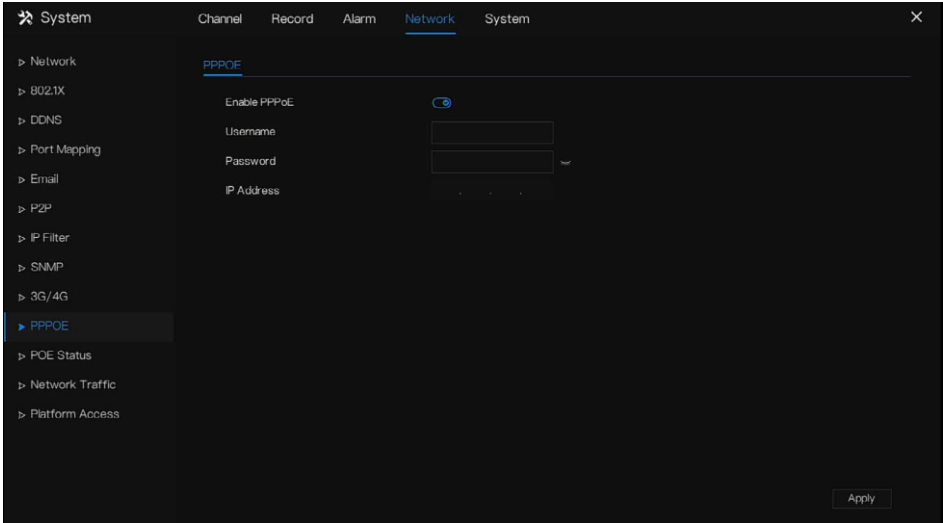 System
Channel Record Alarm Network System
Network
802.1X
DDNS
Port Mapping
Email
P2P
IP Filter
SNMP
3G/4G
PPPOE
POE Status
Network Traffic
Platform Access
PPPOE
Enable PPPoE
Username
Password
IP Address . . .
Apply